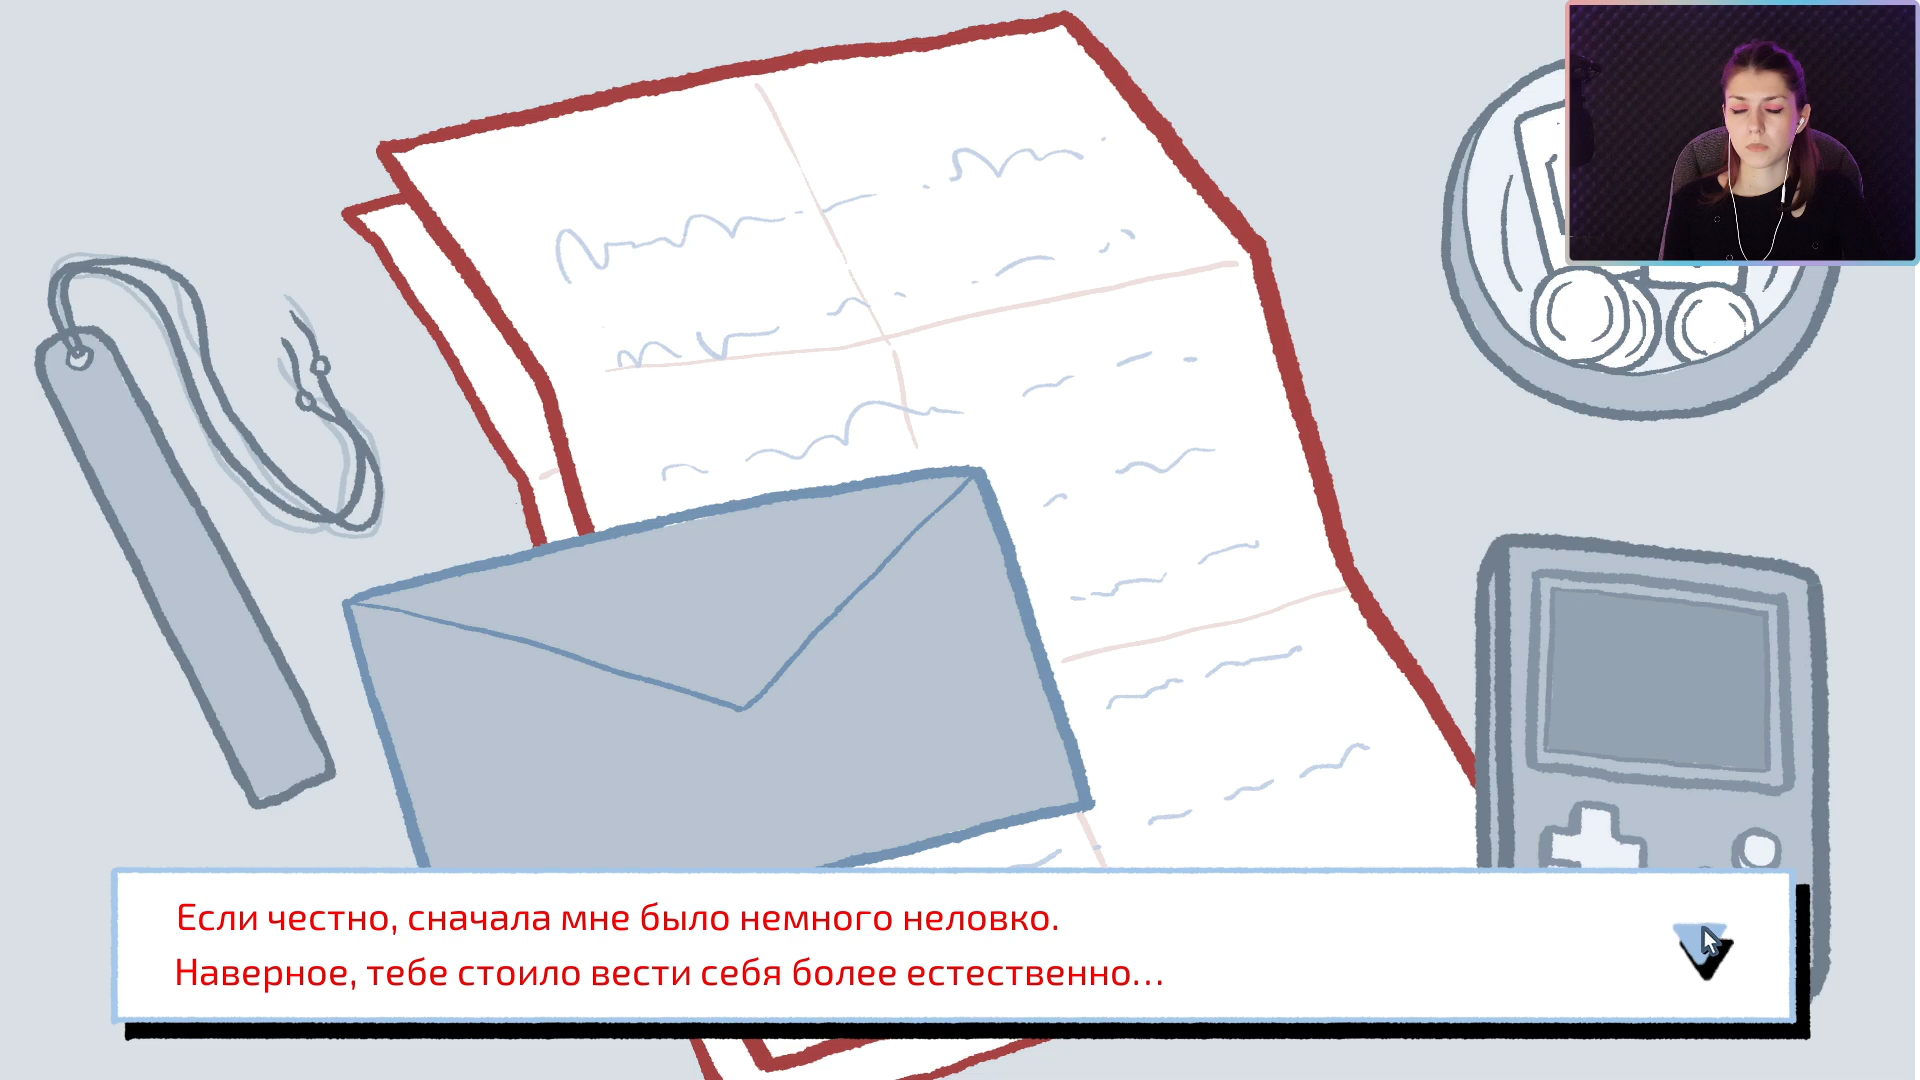 Если честно, сначала мне было немного неловко.
Наверное, тебе стоило вести себя более естественно...